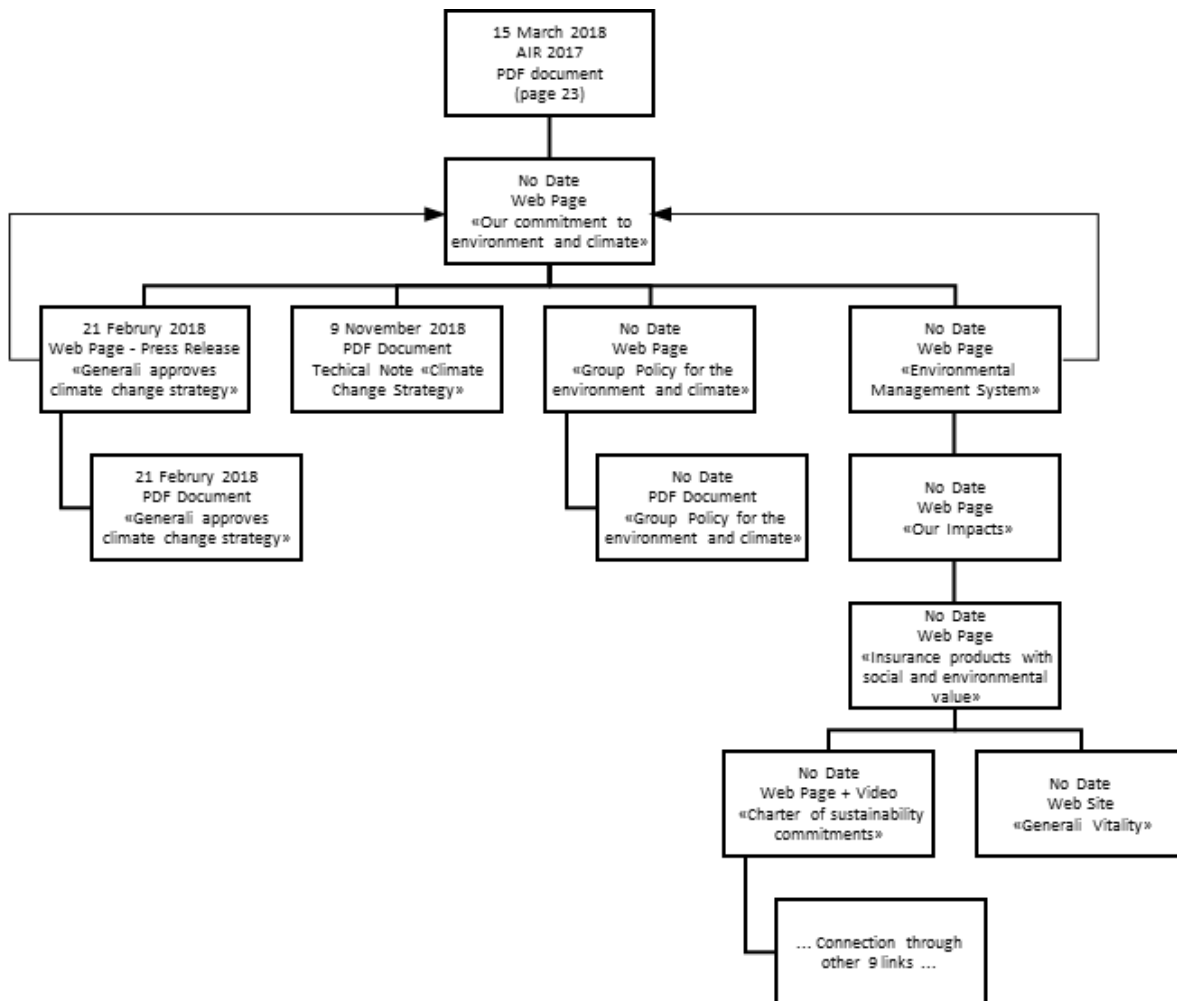 15 March 2018
AIR 2017
PDF document
(page 23)
No Date
Web Page
«Our commitment to
environment and climate»
21 Februry 2018
Web Page - Press Release
«Generali approves
climate change strategy»
9 November 2018
PDF Document
Techical Note «Climate
Change Strategy»
No Date
Web Page
«Group Policy for the
environment and climate»
No Date
Web Page
«Environmental
Management System»
21 Februry 2018
PDF Document
«Generali approves
climate change strategy»
No Date
PDF Document
«Group Policy for the
environment and climate»
No Date
Web Page
«Our Impacts»
No Date
Web Page
«Insurance products with
social and environmental
value»
No Date
Web Page + Video
«Charter of sustainability
commitments»
No Date
Web Site
«Generali Vitality»
... Connection through
other 9 links ...